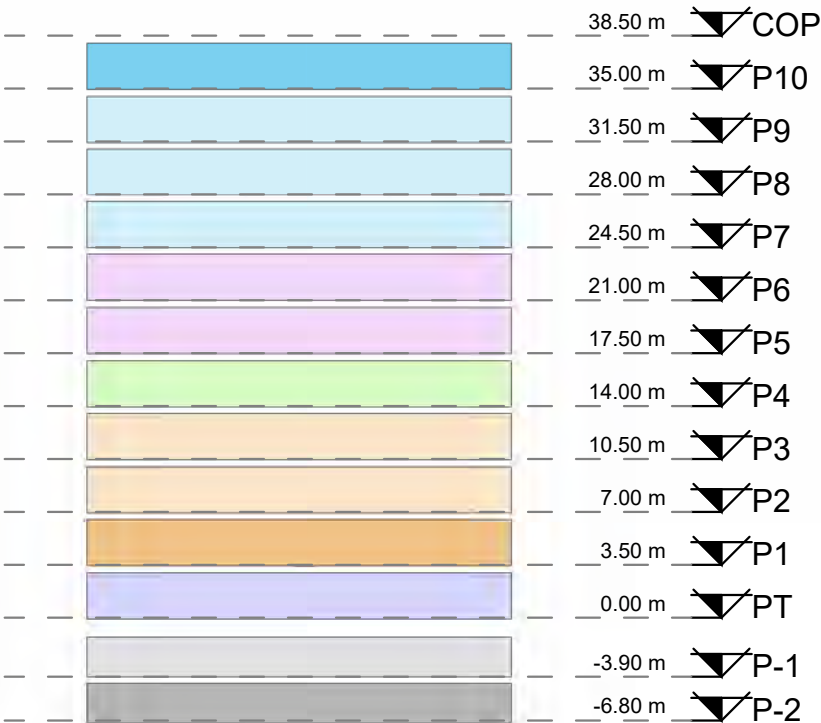 38.50 m COP
35.00 m P10
31.50 m P9
28.00 m P8
24.50 m P7
21.00 m P6
17.50 m P5
14.00 m P4
10.50 m P3
7.00 m P2
3.50 m P1
0.00 m PT
-3.90 m P-1
-6.80 m P-2